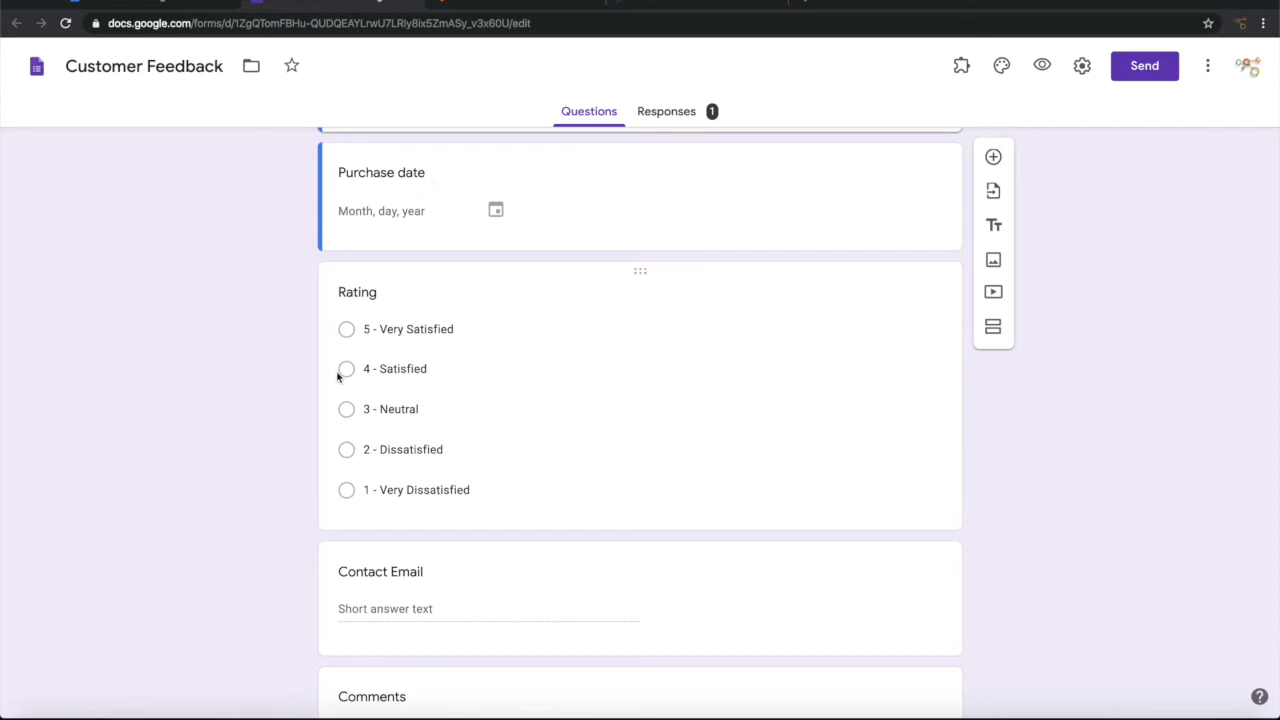 docs.google.com/forms/d/1ZgQTomFBHu-QUDQEAYLrwU7LRIy8ix5ZmASy_v3x60U/edit
Customer Feedback
Send
Questions
Responses 1
Purchase date
Month, day, year
Rating
5 - Very Satisfied
4 - Satisfied
3 - Neutral
2 - Dissatisfied
1 - Very Dissatisfied
Contact Email
Short answer text
Comments